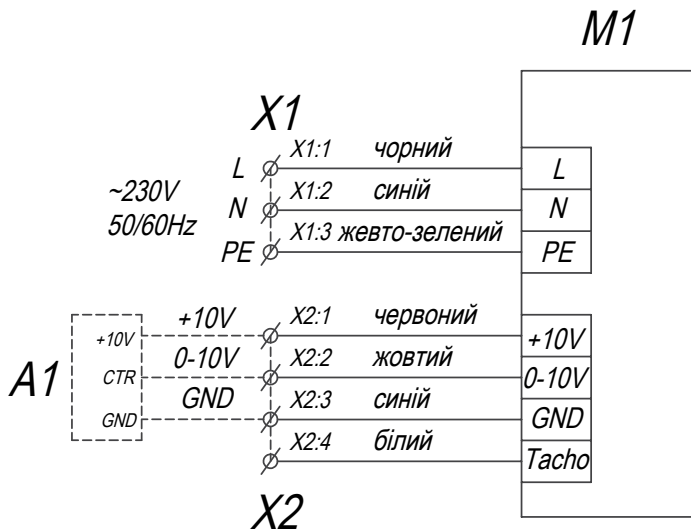 M1
X1
L X1:1 чорний L
~230V
50/60Hz
N X1:2 синій N
PE X1:3 жевто-зелений PE
A1
+10V +10V X2:1 червоний +10V
CTR 0-10V X2:2 жовтий 0-10V
GND GND X2:3 синій GND
X2:4 білий Tacho
X2